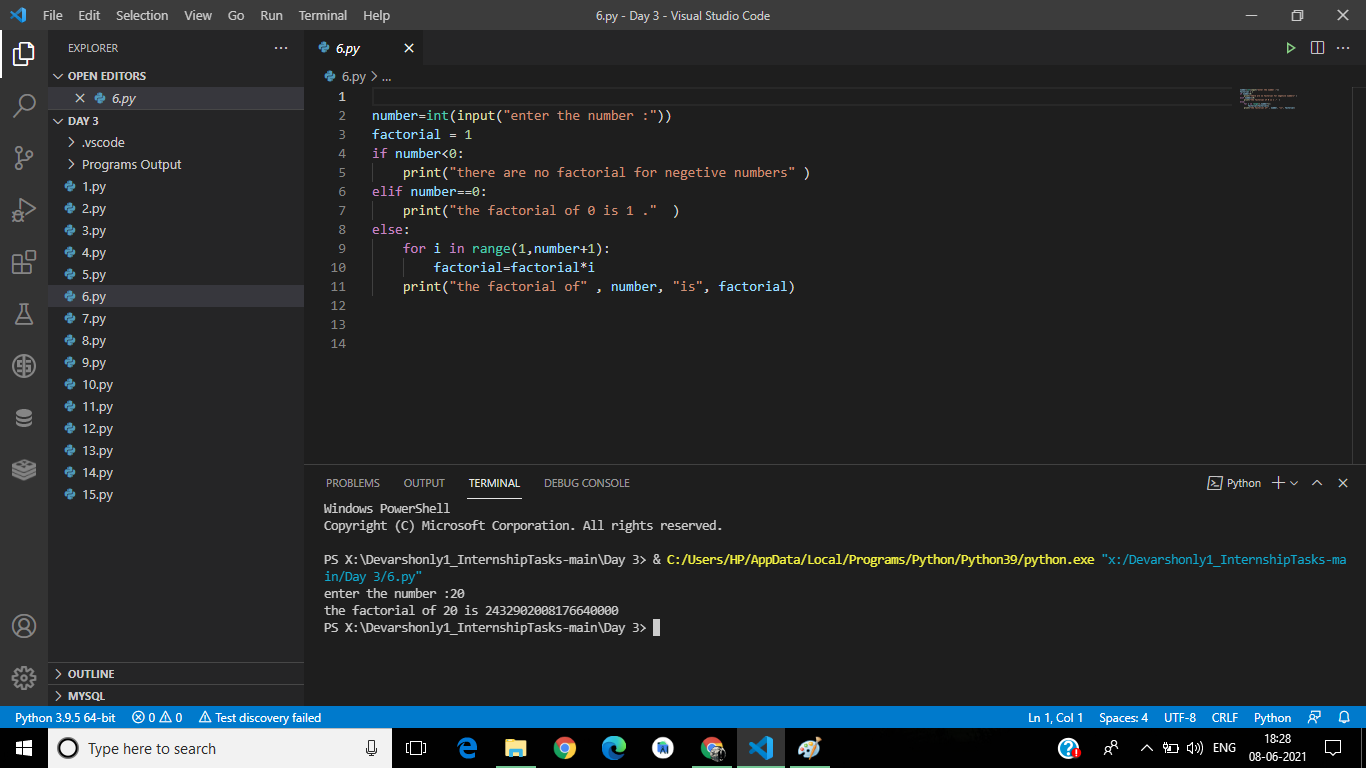 File Edit Selection View Go Run Terminal Help 6.py - Day 3 - Visual Studio Code
EXPLORER
OPEN EDITORS
6.py
DAY 3
.vscode
Programs Output
1.py
2.py
3.py
4.py
5.py
6.py
7.py
8.py
9.py
10.py
11.py
12.py
13.py
14.py
15.py
OUTLINE
MYSQL
6.py
6.py > ...
1
2 number=int(input("enter the number :"))
3 factorial = 1
4 if number<0:
5 print("there are no factorial for negetive numbers" )
6 elif number==0:
7 print("the factorial of 0 is 1 ."  )
8 else:
9 for i in range(1,number+1):
10 factorial=factorial*i
11 print("the factorial of" , number, "is", factorial)
12
13
14
PROBLEMS OUTPUT TERMINAL DEBUG CONSOLE Python
Windows PowerShell
Copyright (C) Microsoft Corporation. All rights reserved.
PS X:\Devarshonly1_InternshipTasks-main\Day 3> & C:/Users/HP/AppData/Local/Programs/Python/Python39/python.exe "x:/Devarshonly1_InternshipTasks-ma
in/Day 3/6.py"
enter the number :20
the factorial of 20 is 2432902008176640000
PS X:\Devarshonly1_InternshipTasks-main\Day 3>
Python 3.9.5 64-bit 0 0 Test discovery failed Ln 1, Col 1 Spaces: 4 UTF-8 CRLF Python
Type here to search ENG 18:28
08-06-2021